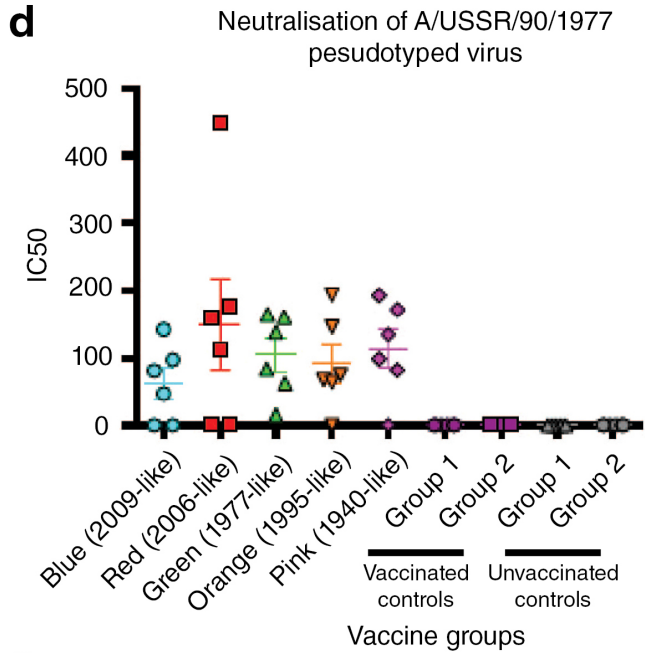 d
Neutralisation of A/USSR/90/1977
pesudotyped virus
IC50
500
400
300
200
100
0
Blue (2009-like)
Red (2006-like)
Green (1977-like)
Orange (1995-like)
Pink (1940-like)
Group 1
Group 2
Group 1
Group 2
Vaccinated
controls
Unvaccinated
controls
Vaccine groups